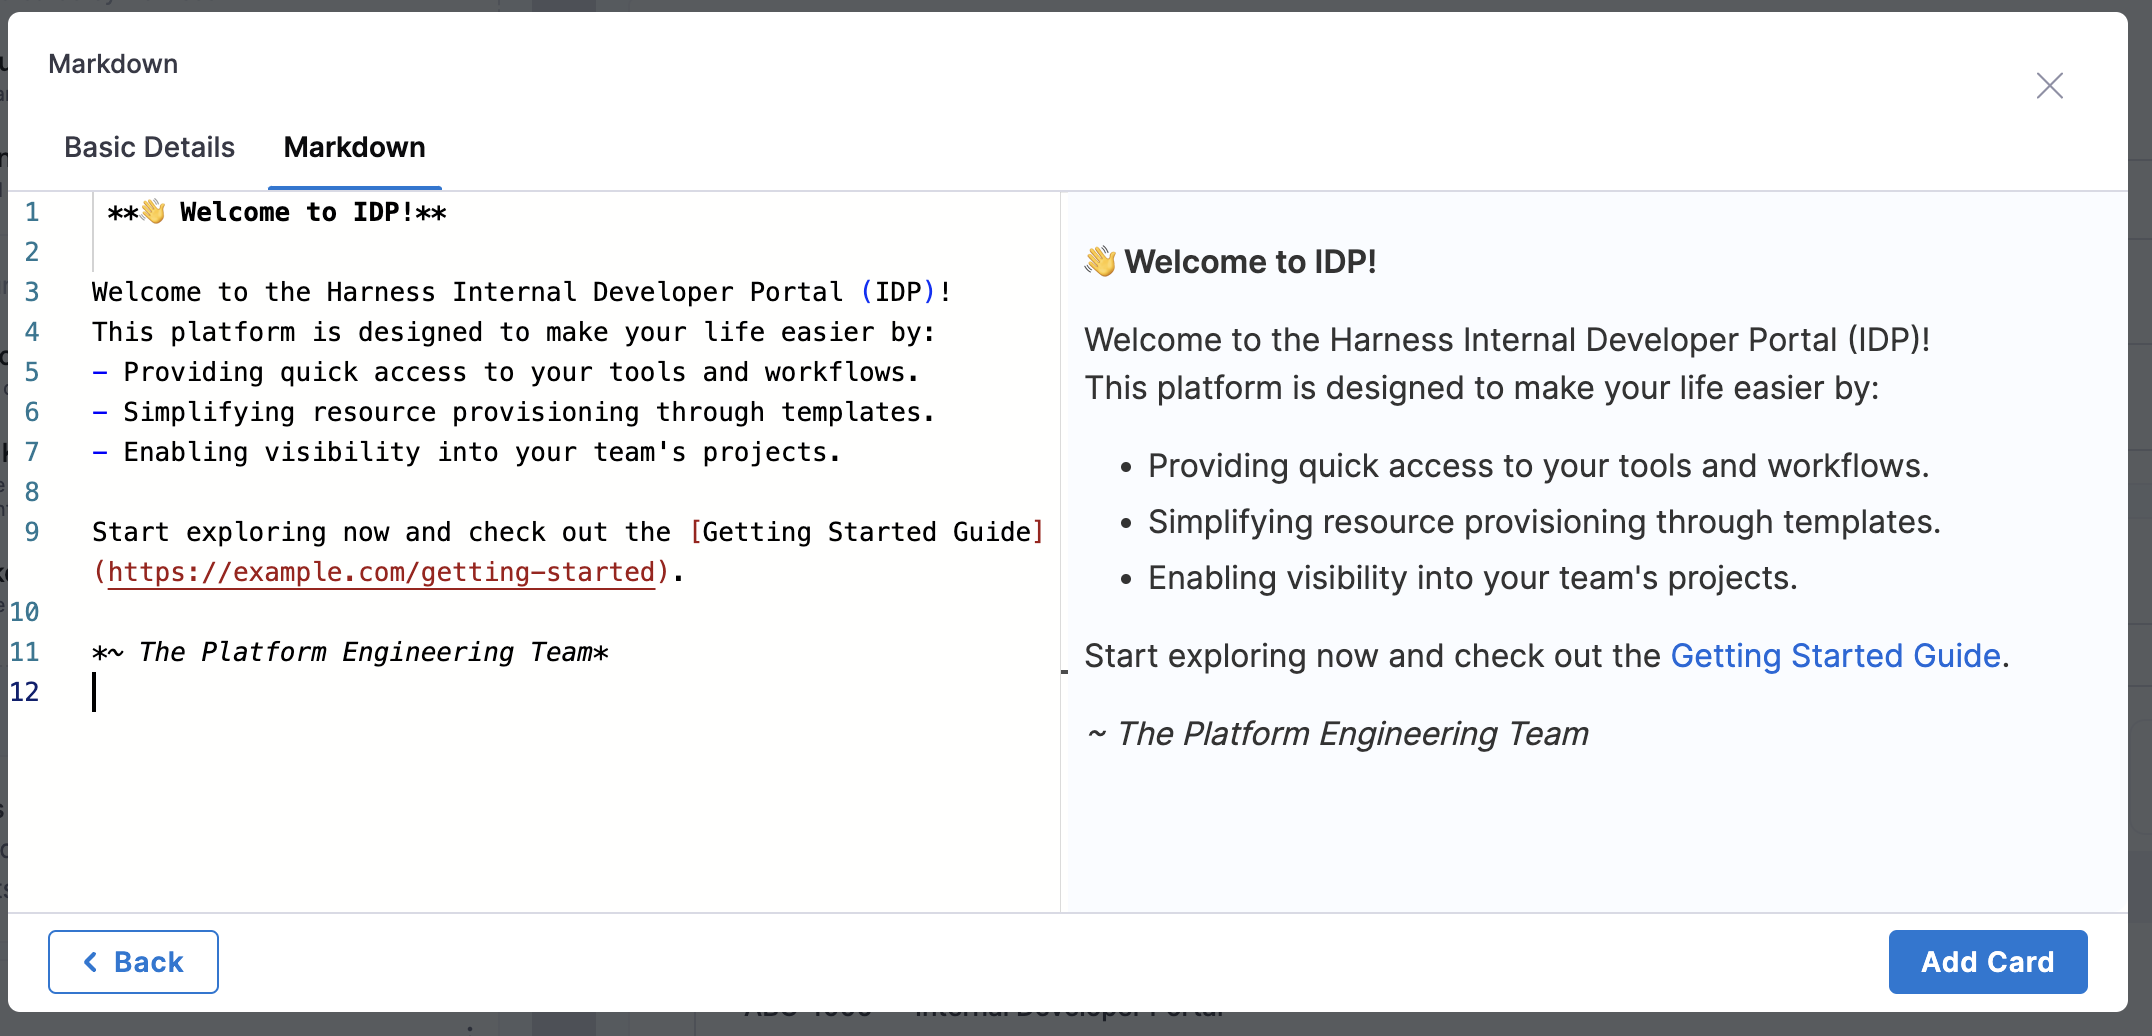 Markdown
Basic Details
Markdown
1 **👋 Welcome to IDP!**
2
3 Welcome to the Harness Internal Developer Portal (IDP)!
4 This platform is designed to make your life easier by:
5 - Providing quick access to your tools and workflows.
6 - Simplifying resource provisioning through templates.
7 - Enabling visibility into your team's projects.
8
9 Start exploring now and check out the [Getting Started Guide]
(https://example.com/getting-started).
10
11 *~ The Platform Engineering Team*
12
👋 Welcome to IDP!
Welcome to the Harness Internal Developer Portal (IDP)!
This platform is designed to make your life easier by:
• Providing quick access to your tools and workflows.
• Simplifying resource provisioning through templates.
• Enabling visibility into your team's projects.
Start exploring now and check out the Getting Started Guide.
~ The Platform Engineering Team
Back
Add Card
Internal Developer Portal